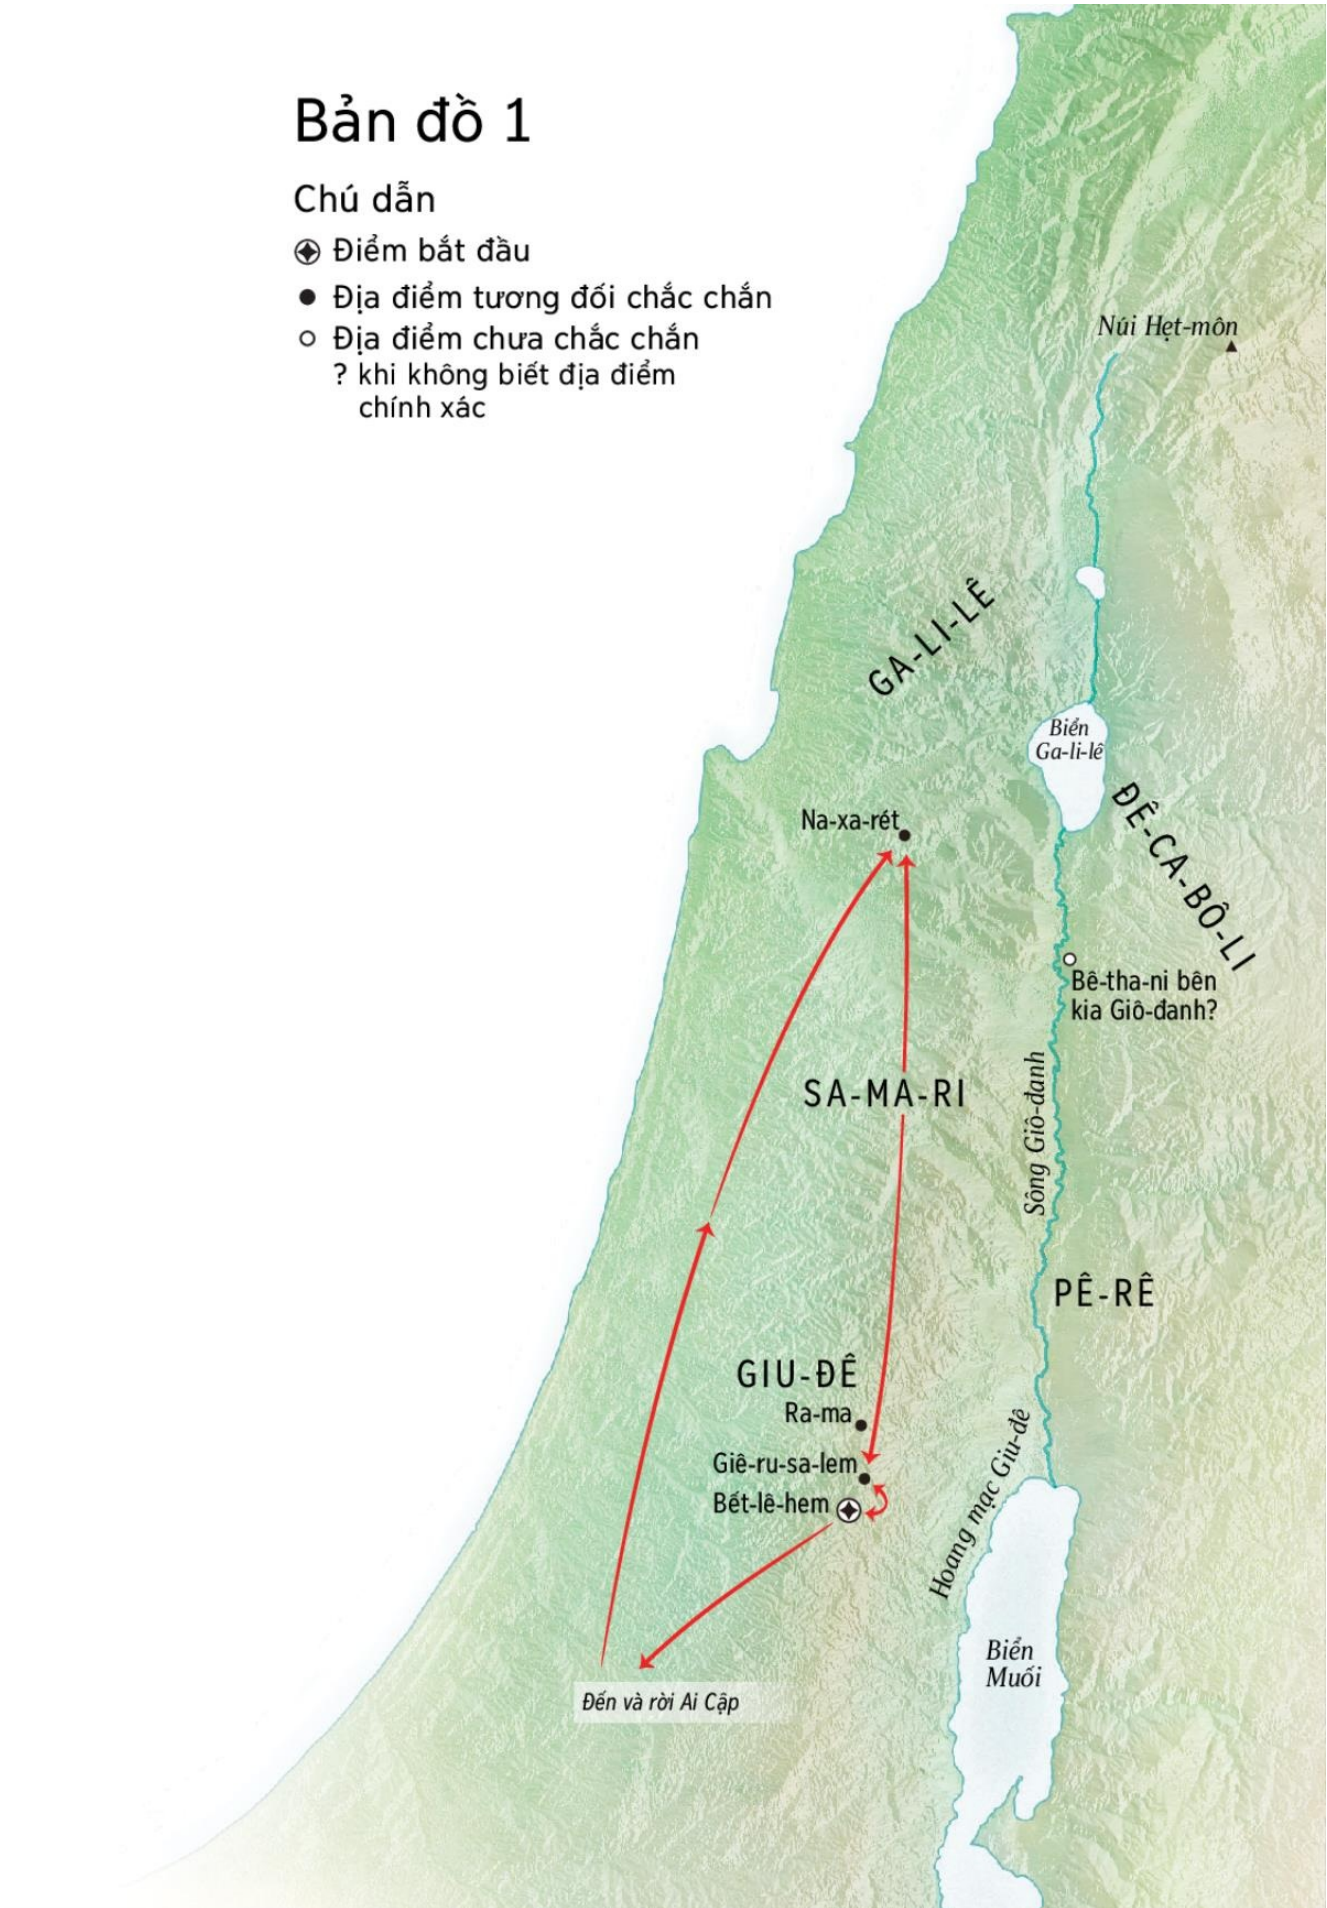 Bản đồ 1
Chú dẫn
Điểm bắt đầu
Địa điểm tương đối chắc chắn
Địa điểm chưa chắc chắn
? khi không biết địa điểm
chính xác
Núi Hẹt-môn
GA-LI-LÊ
Biển
Ga-li-lê
ĐÊ-CA-BÔ-LI
Na-xa-rét
Bê-tha-ni bên
kia Giô-đanh?
Sông Giô-đanh
SA-MA-RI
PÊ-RÊ
GIU-ĐÊ
Ra-ma
Giê-ru-sa-lem
Bết-lê-hem
Hoang mạc Giu-đê
Biển
Muối
Đến và rời Ai Cập